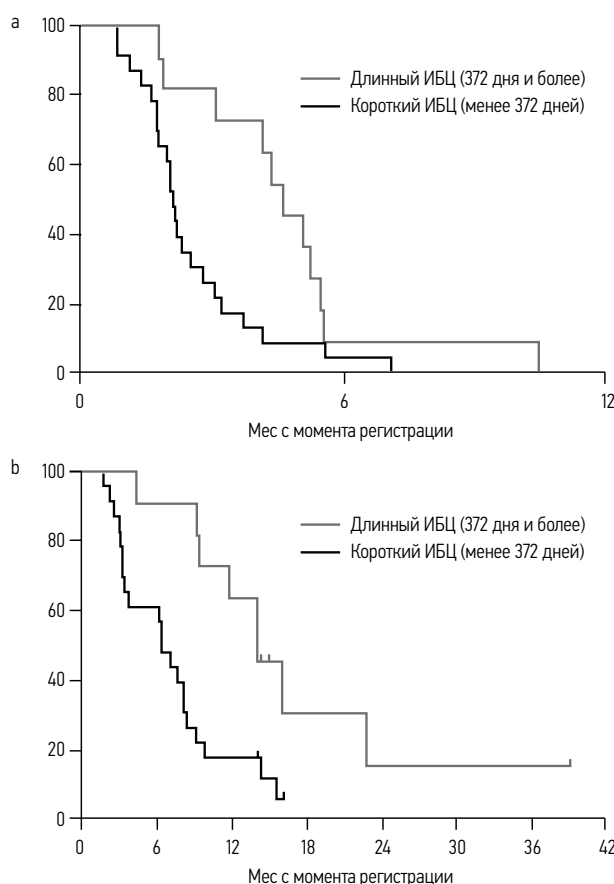 a
100
80
60
40
20
0
Длинный ИБЦ (372 дня и более)
Короткий ИБЦ (менее 372 дней)
0 6 12
Мес с момента регистрации
b
100
80
60
40
20
0
Длинный ИБЦ (372 дня и более)
Короткий ИБЦ (менее 372 дней)
0 6 12 18 24 30 36 42
Мес с момента регистрации